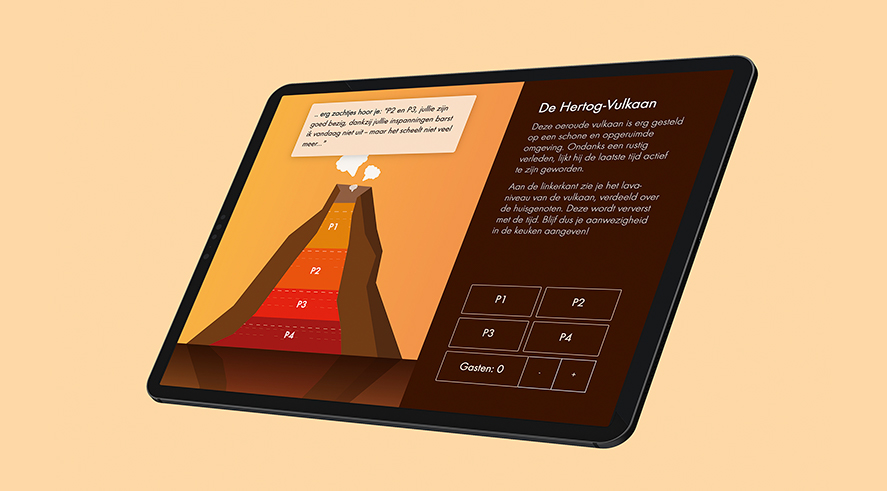 .. erg zachtjes hoor je: "P2 en P3, jullie zijn
goed bezig, dankzij jullie inspanningen barst
ik vandaag niet uit – maar het scheelt niet veel
meer..."
P1
P2
P3
P4
De Hertog-Vulkaan
Deze oeroude vulkaan is erg gesteld
op een schone en opgeruimde
omgeving. Ondanks een rustig
verleden, lijkt hij de laatste tijd actief
te zijn geworden.
Aan de linkerkant zie je het lava-
niveau van de vulkaan, verdeeld over
de huisgenoten. Deze wordt ververst
met de tijd. Blijf dus je aanwezigheid
in de keuken aangeven!
P1 P2
P3 P4
Gasten: 0 - +